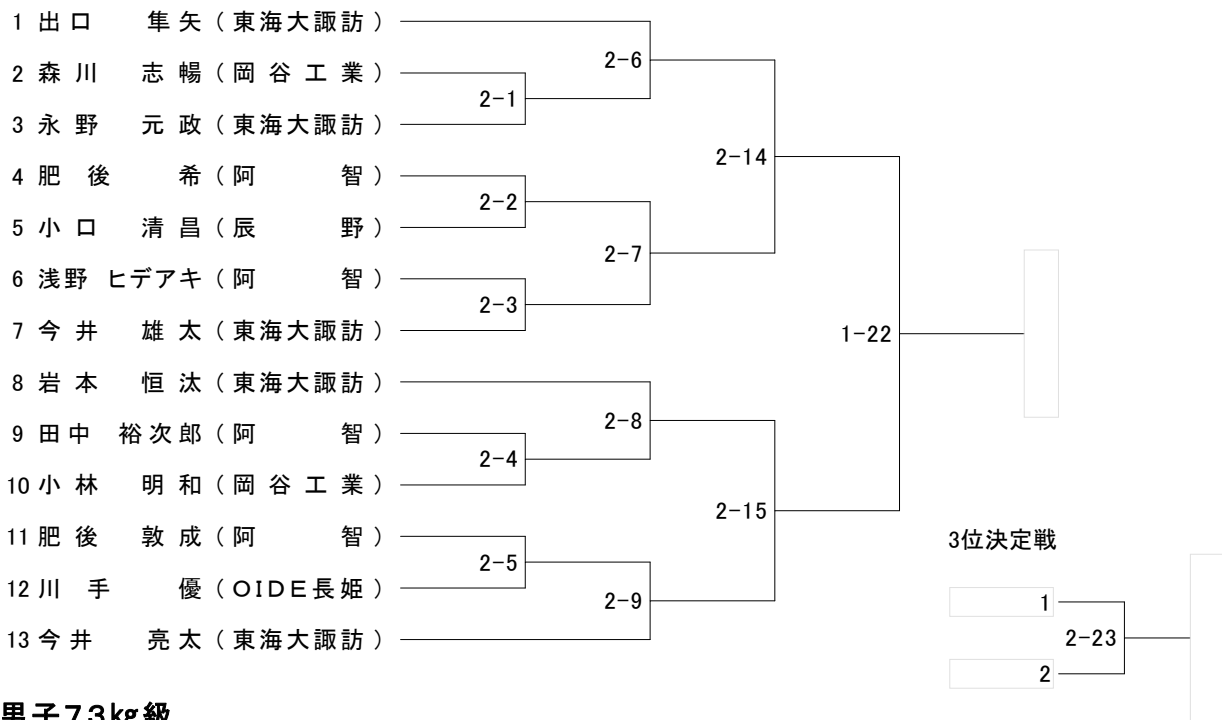 1 出口 隼矢 (東海大諏訪)
2-6
2 森川 志暢 (岡谷工業)
2-1
3 永野 元政 (東海大諏訪)
2-14
4 肥後 希 (阿智)
2-2
5 小口 清昌 (辰野)
2-7
6 浅野 ヒデアキ (阿智)
2-3
7 今井 雄太 (東海大諏訪)
1-22
8 岩本 恒汰 (東海大諏訪)
2-8
9 田中 裕次郎 (阿智)
2-4
10 小林 明和 (岡谷工業)
2-15
11 肥後 敦成 (阿智)
3位決定戦
2-5
12 川手 優 (OIDE長姫)
2-9
1
13 今井 亮太 (東海大諏訪)
2-23
2
男子73kg級